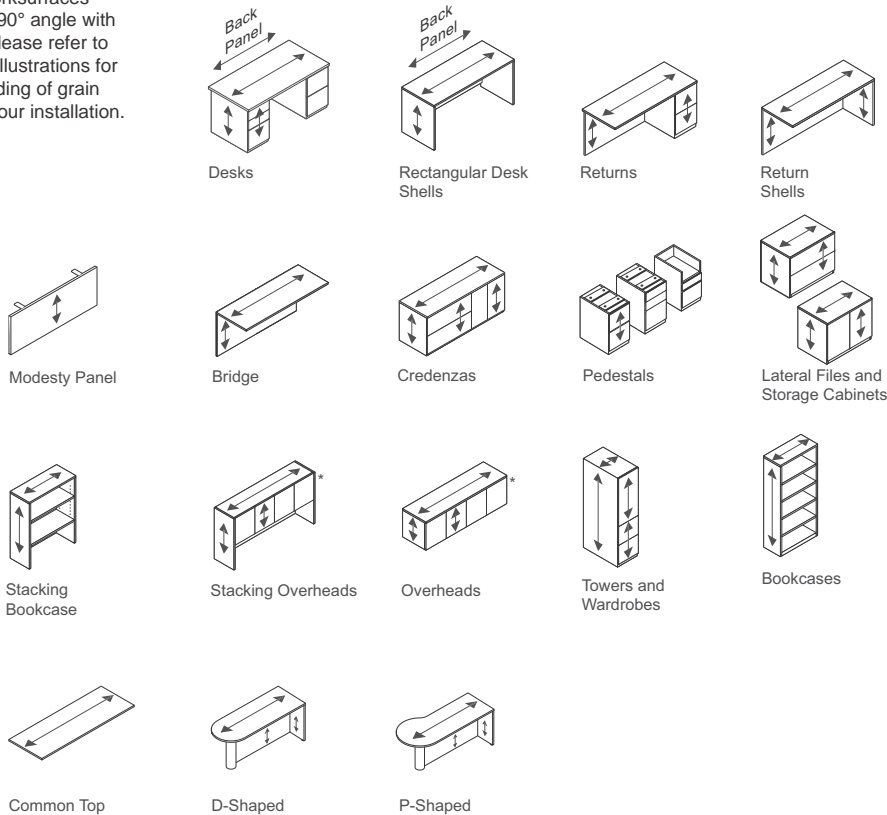 90° angle with
lease refer to
llustrations for
ding of grain
our installation.
Back
Panel
Back
Panel
Desks
Rectangular Desk
Shells
Returns
Return
Shells
Modesty Panel
Bridge
Credenzas
Pedestals
Lateral Files and
Storage Cabinets
Stacking
Bookcase
*
Stacking Overheads
*
Overheads
Towers and
Wardrobes
Bookcases
Common Top
D-Shaped
P-Shaped